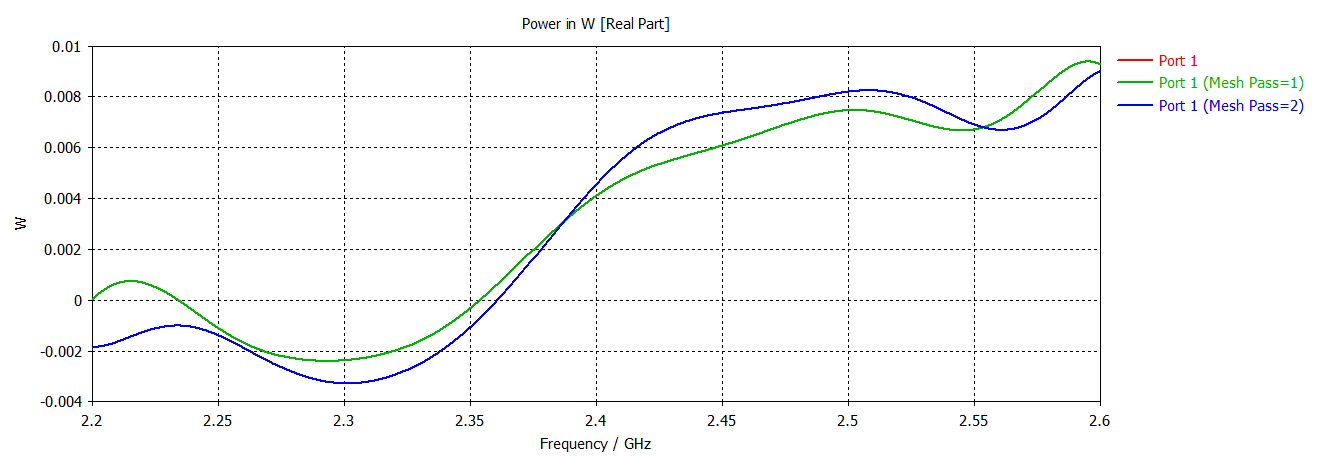 Power in W [Real Part]
0.01
0.008
0.006
0.004
0.002
0
-0.002
-0.004
W
2.2 2.25 2.3 2.35 2.4 2.45 2.5 2.55 2.6
Frequency / GHz
Port 1
Port 1 (Mesh Pass=1)
Port 1 (Mesh Pass=2)